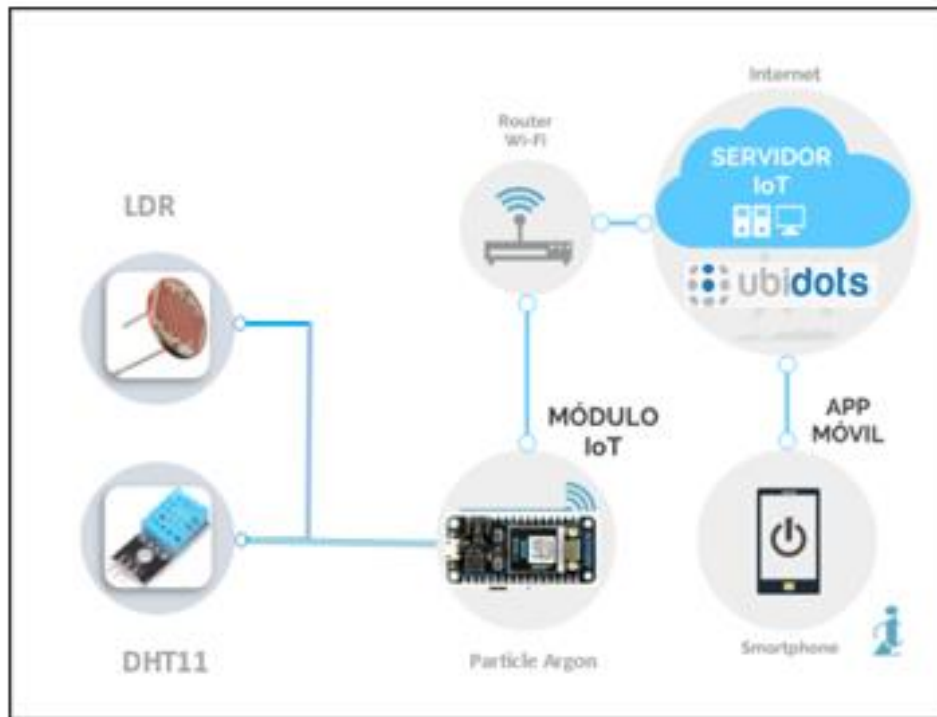 Internet
Router
Wi-Fi
SERVIDOR
IoT
ubidots
LDR
MÓDULO
IoT
APP
MÓVIL
DHT11
Particle Argon
Smartphone